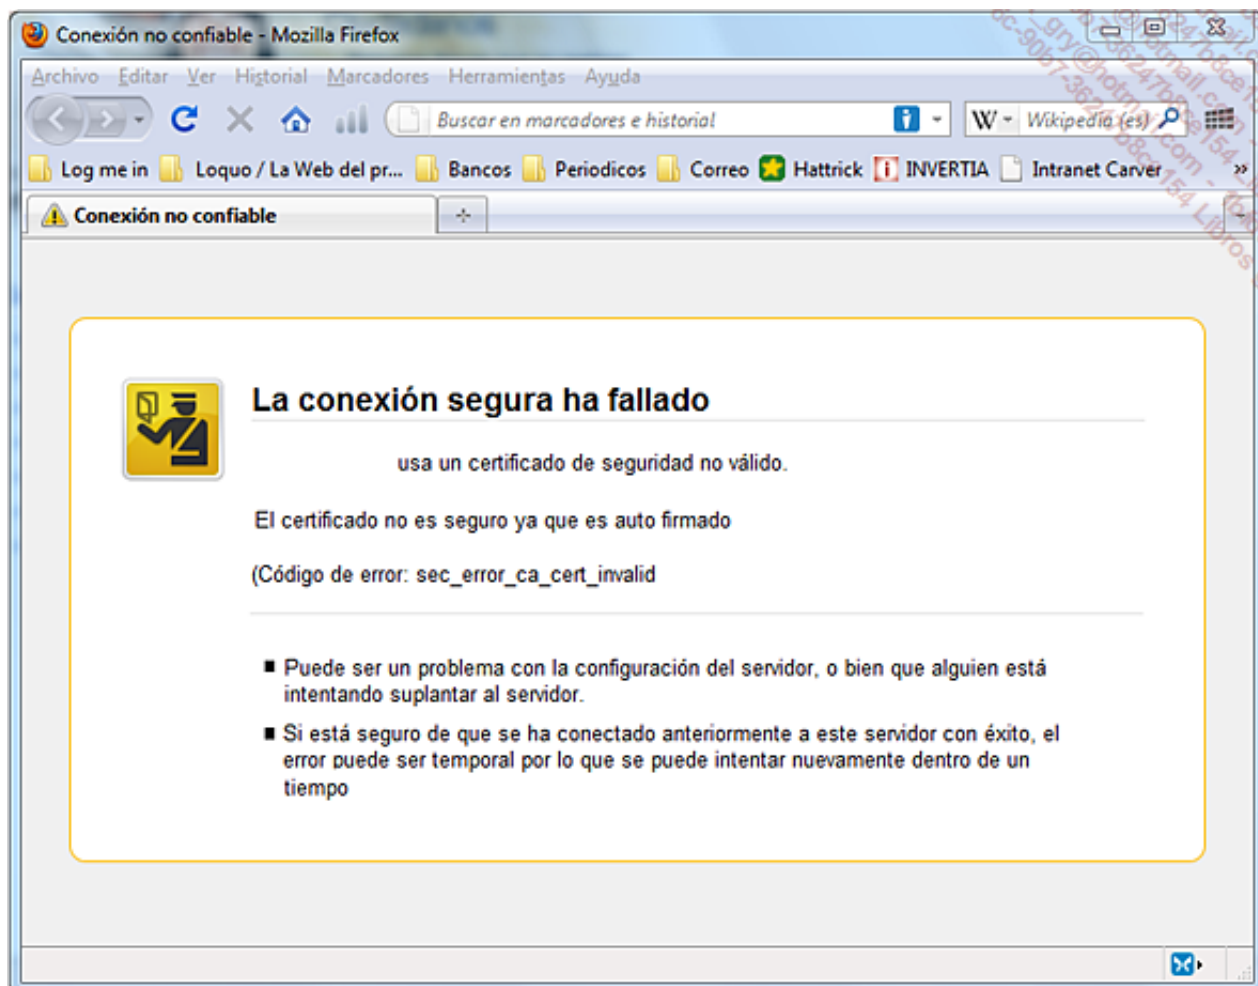 Conexión no confiable - Mozilla Firefox
Archivo Editar Ver Historial Marcadores Herramientas Ayuda
Buscar en marcadores e historial
W Wikipedia (es)
Log me in Loquo / La Web del pr... Bancos Periodicos Correo Hattrick INVERTIA Intranet Carver »
Conexión no confiable
La conexión segura ha fallado
usa un certificado de seguridad no válido.
El certificado no es seguro ya que es auto firmado
(Código de error: sec_error_ca_cert_invalid
Puede ser un problema con la configuración del servidor, o bien que alguien está
intentando suplantar al servidor.
Si está seguro de que se ha conectado anteriormente a este servidor con éxito, el
error puede ser temporal por lo que se puede intentar nuevamente dentro de un
tiempo